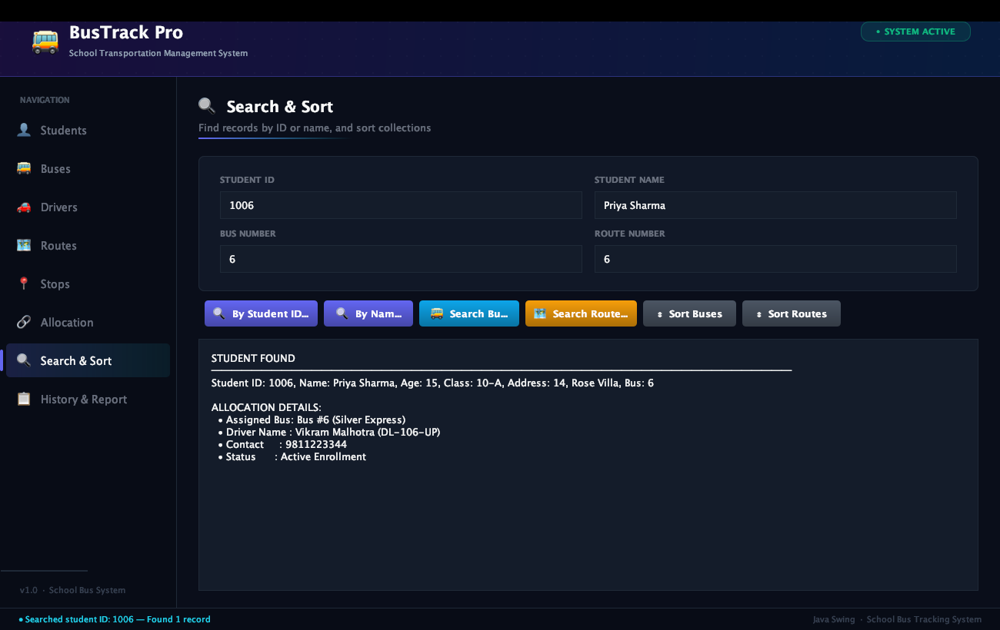 BusTrack Pro
School Transportation Management System
• SYSTEM ACTIVE
NAVIGATION
Students
Buses
Drivers
Routes
Stops
Allocation
Search & Sort
History & Report
v1.0 · School Bus System
Search & Sort
Find records by ID or name, and sort collections
STUDENT ID
STUDENT NAME
1006
Priya Sharma
BUS NUMBER
ROUTE NUMBER
6
6
By Student ID...
By Nam...
Search Bu...
Search Route...
Sort Buses
Sort Routes
STUDENT FOUND
Student ID: 1006, Name: Priya Sharma, Age: 15, Class: 10-A, Address: 14, Rose Villa, Bus: 6
ALLOCATION DETAILS:
• Assigned Bus: Bus #6 (Silver Express)
• Driver Name : Vikram Malhotra (DL-106-UP)
• Contact : 9811223344
• Status : Active Enrollment
• Searched student ID: 1006 — Found 1 record
Java Swing · School Bus Tracking System